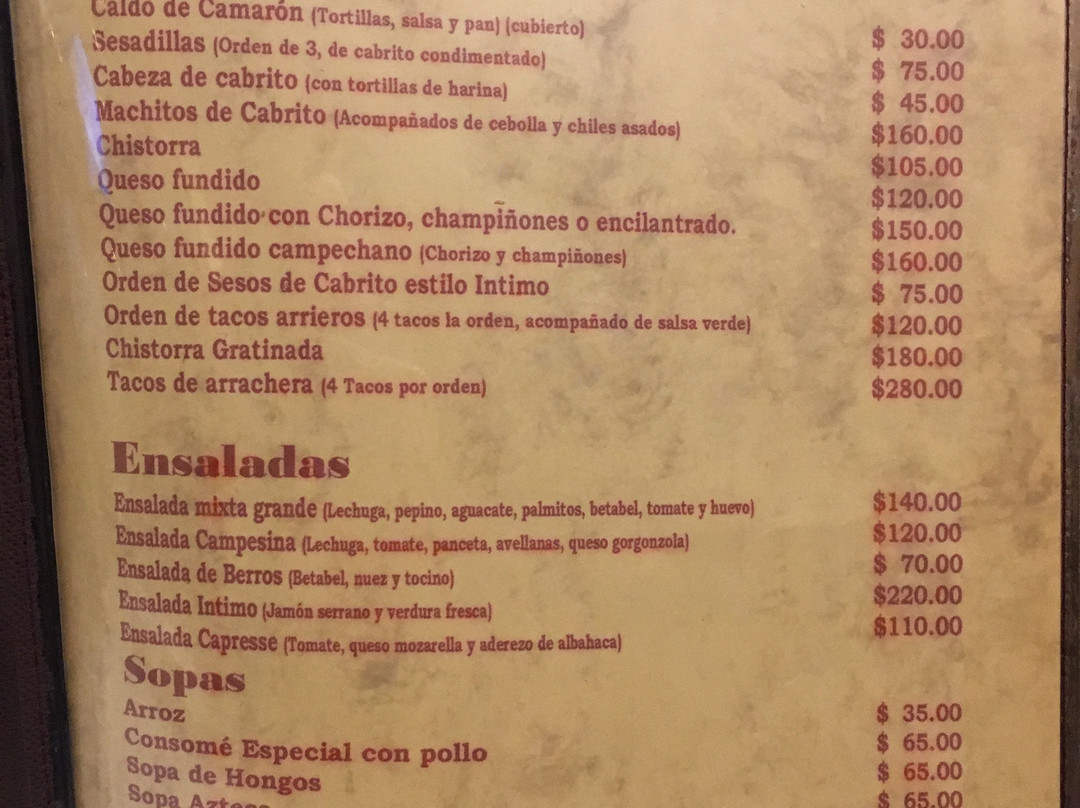 Caldo de Camarón (Tortillas, salsa y pan) (cubierto) $ 30.00
Sesadillas (Orden de 3, de cabrito condimentado) $ 75.00
Cabeza de cabrito (con tortillas de harina) $ 45.00
Machitos de Cabrito (Acompañados de cebolla y chiles asados) $160.00
Chistorra $105.00
Queso fundido $120.00
Queso fundido con Chorizo, champiñones o encilantrado. $150.00
Queso fundido campechano (Chorizo y champiñones) $160.00
Orden de Sesos de Cabrito estilo Intimo $ 75.00
Orden de tacos arrieros (4 tacos la orden, acompañado de salsa verde) $120.00
Chistorra Gratinada $180.00
Tacos de arrachera (4 Tacos por orden) $280.00
Ensaladas
Ensalada mixta grande (Lechuga, pepino, aguacate, palmitos, betabel, tomate y huevo) $140.00
Ensalada Campesina (Lechuga, tomate, panceta, avellanas, queso gorgonzola) $120.00
Ensalada de Berros (Betabel, nuez y tocino) $ 70.00
Ensalada Intimo (Jamón serrano y verdura fresca) $220.00
Ensalada Capresse (Tomate, queso mozarella y aderezo de albahaca) $110.00
Sopas
Arroz $ 35.00
Consomé Especial con pollo $ 65.00
Sopa de Hongos $ 65.00
Sopa $ 65.00